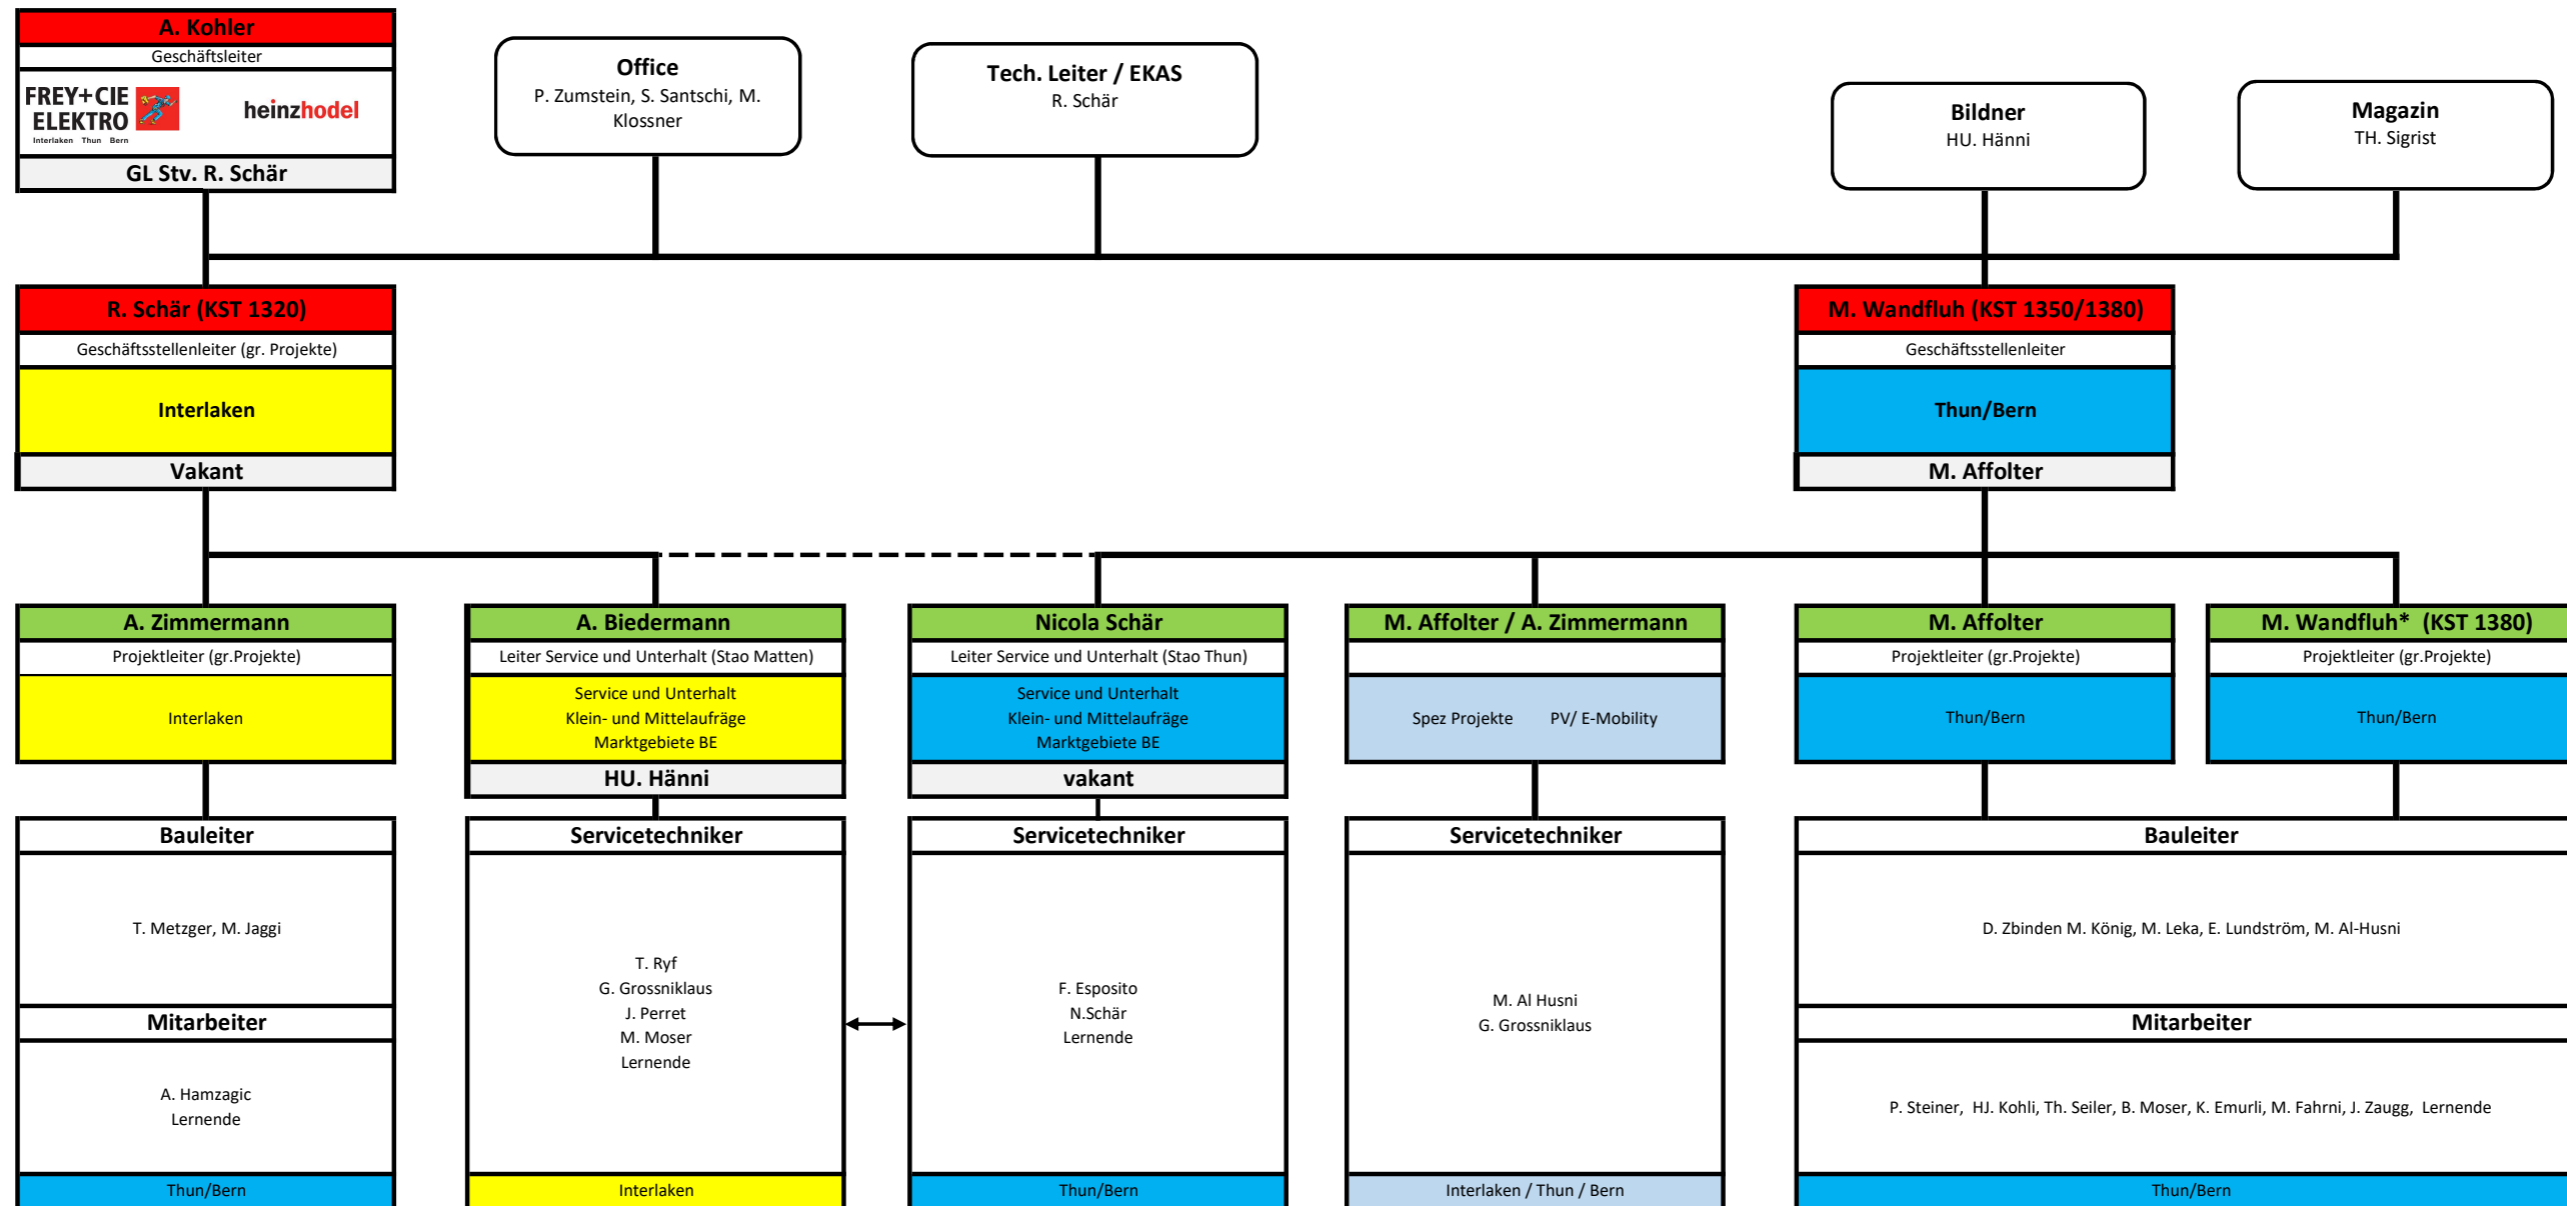 A. Kohler
Geschäftsleiter
FREY+CIE
ELEKTRO
Interlaken Thun Bern
heinzhodel
GL Stv. R. Schär
Office
P. Zumstein, S. Santschi, M.
Klossner
Tech. Leiter / EKAS
R. Schär
Bildner
HU. Hänni
Magazin
TH. Sigrist
R. Schär (KST 1320)
Geschäftsstellenleiter (gr. Projekte)
Interlaken
Vakant
M. Wandfluh (KST 1350/1380)
Geschäftsstellenleiter
Thun/Bern
M. Affolter
A. Zimmermann
Projektleiter (gr.Projekte)
Interlaken
Bauleiter
T. Metzger, M. Jaggi
Mitarbeiter
A. Hamzagic
Lernende
Thun/Bern
A. Biedermann
Leiter Service und Unterhalt (Stao Matten)
Service und Unterhalt
Klein- und Mittelaufräge
Marktgebiete BE
HU. Hänni
Servicetechniker
T. Ryf
G. Grossniklaus
J. Perret
M. Moser
Lernende
Interlaken
Nicola Schär
Leiter Service und Unterhalt (Stao Thun)
Service und Unterhalt
Klein- und Mittelaufräge
Marktgebiete BE
vakant
Servicetechniker
F. Esposito
N.Schär
Lernende
Thun/Bern
M. Affolter / A. Zimmermann
Spez Projekte PV/ E-Mobility
Servicetechniker
M. Al Husni
G. Grossniklaus
Interlaken / Thun / Bern
M. Affolter
Projektleiter (gr.Projekte)
Thun/Bern
M. Wandfluh* (KST 1380)
Projektleiter (gr.Projekte)
Thun/Bern
Bauleiter
D. Zbinden M. König, M. Leka, E. Lundström, M. Al-Husni
Mitarbeiter
P. Steiner, HJ. Kohli, Th. Seiler, B. Moser, K. Emurli, M. Fahrni, J. Zaugg, Lernende
Thun/Bern